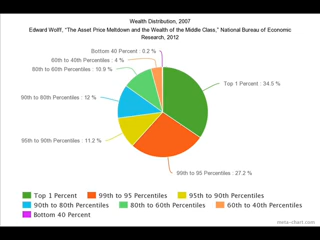 Wealth Distribution, 2007
Edward Wolff, "The Asset Price Meltdown and the Wealth of the Middle Class," National Bureau of Economic
Research, 2012
Bottom 40 Percent : 0.2 %
60th to 40th Percentiles : 4 %
80th to 60th Percentiles : 10.9 %
Top 1 Percent : 34.5 %
90th to 80th Percentiles : 12 %
95th to 90th Percentiles : 11.2 %
99th to 95 Percentiles : 27.2 %
Top 1 Percent 99th to 95 Percentiles 95th to 90th Percentiles
90th to 80th Percentiles 80th to 60th Percentiles 60th to 40th Percentiles
Bottom 40 Percent
meta-chart.com